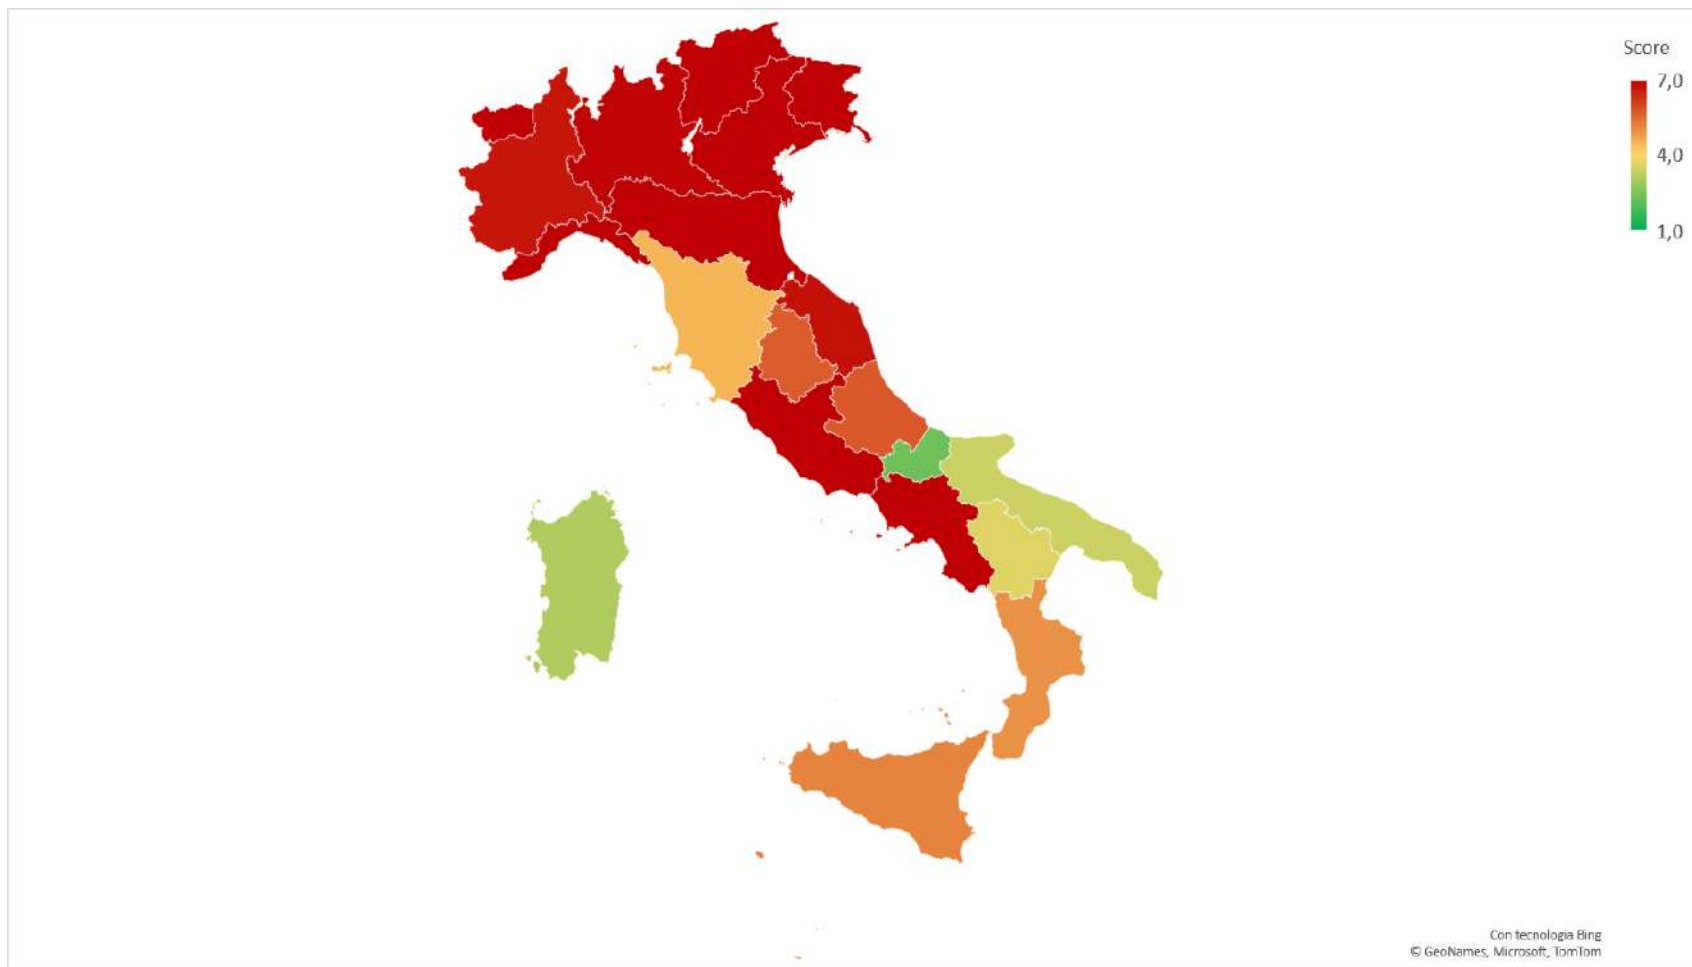 Score
7,0
4,0
1,0
Con tecnologia Bing
© GeoNames, Microsoft, TomTom